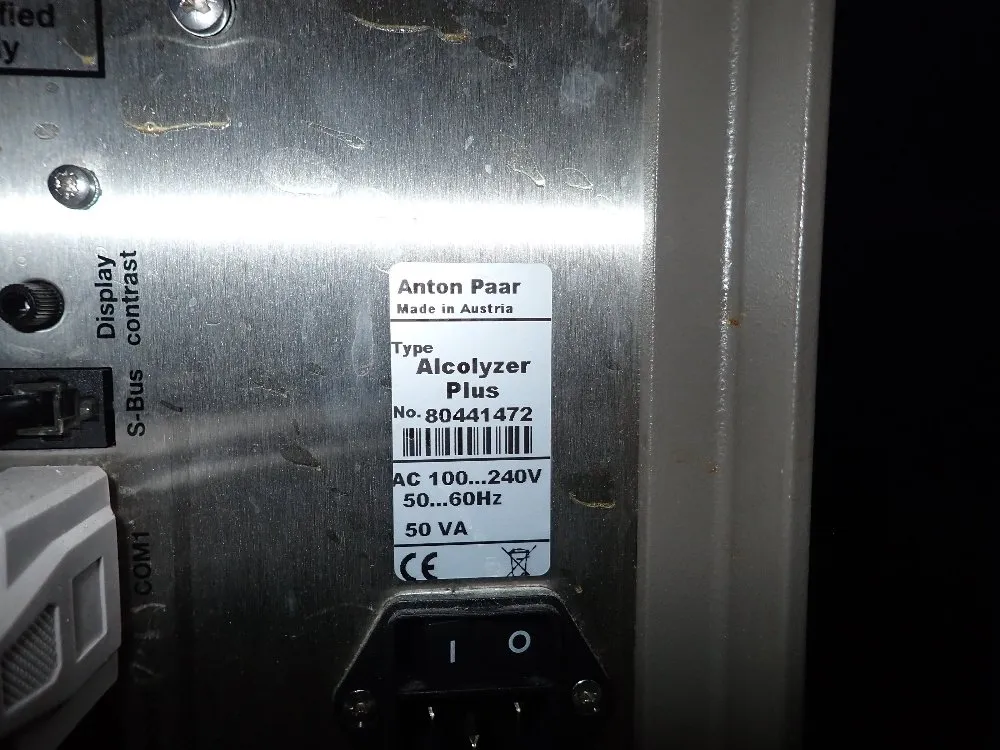 fied
y
Display
contrast
S-Bus
COM1
Anton Paar
Made in Austria
Type
Alcolyzer
Plus
No. 80441472
AC 100...240V
50...60Hz
50 VA
CE
I O